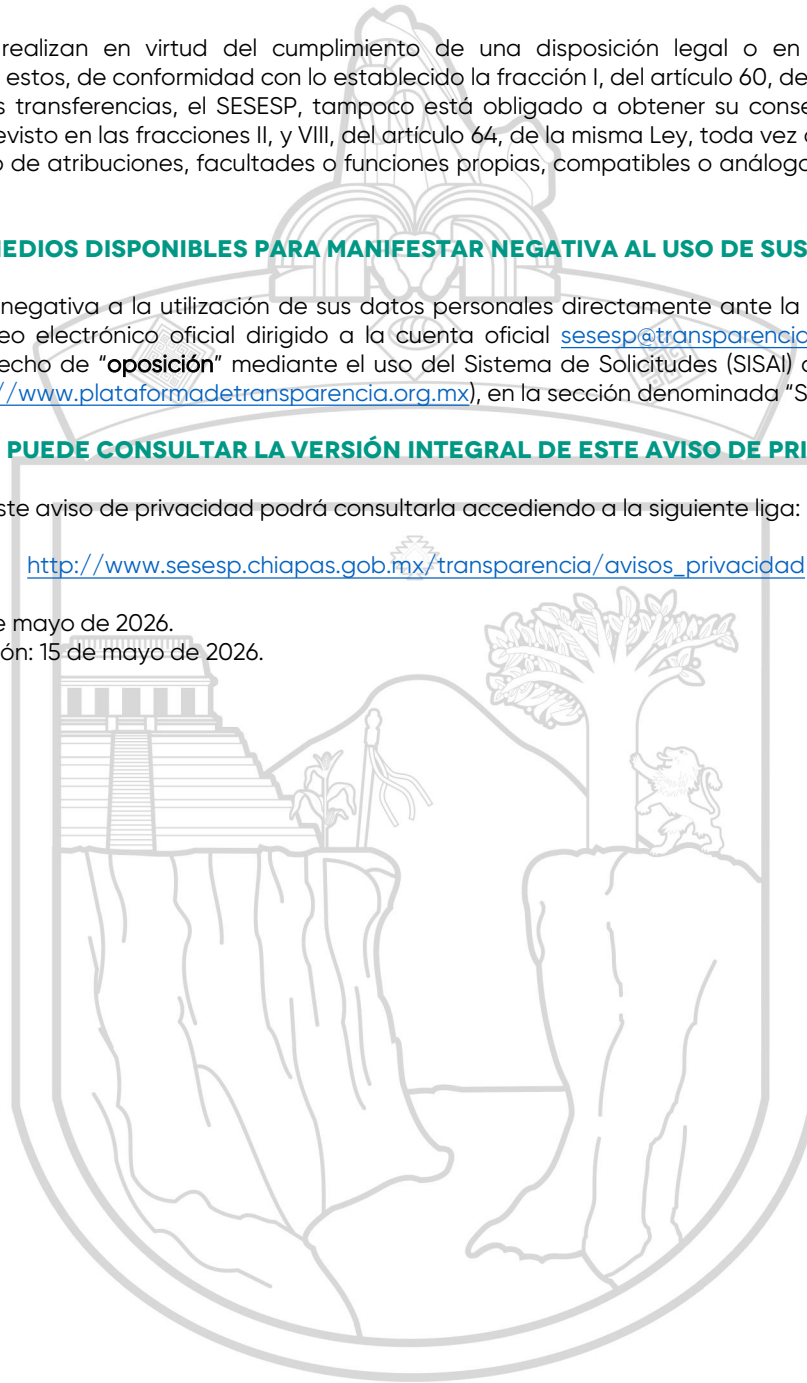 realizan en virtud del cumplimiento de una disposición legal o en
estos, de conformidad con lo establecido la fracción I, del artículo 60, de
s transferencias, el SESESP, tampoco está obligado a obtener su conse
evisto en las fracciones II, y VIII, del artículo 64, de la misma Ley, toda vez
o de atribuciones, facultades o funciones propias, compatibles o análoga
MEDIOS DISPONIBLES PARA MANIFESTAR NEGATIVA AL USO DE SUS
negativa a la utilización de sus datos personales directamente ante la
eo electrónico oficial dirigido a la cuenta oficial sesesp@transparencia
echo de “oposición” mediante el uso del Sistema de Solicitudes (SISAI)
//www.plataformadetransparencia.org.mx), en la sección denominada “S
PUEDE CONSULTAR LA VERSIÓN INTEGRAL DE ESTE AVISO DE PRI
ste aviso de privacidad podrá consultarla accediendo a la siguiente liga:
http://www.sesesp.chiapas.gob.mx/transparencia/avisos_privacidad
e mayo de 2026.
ón: 15 de mayo de 2026.